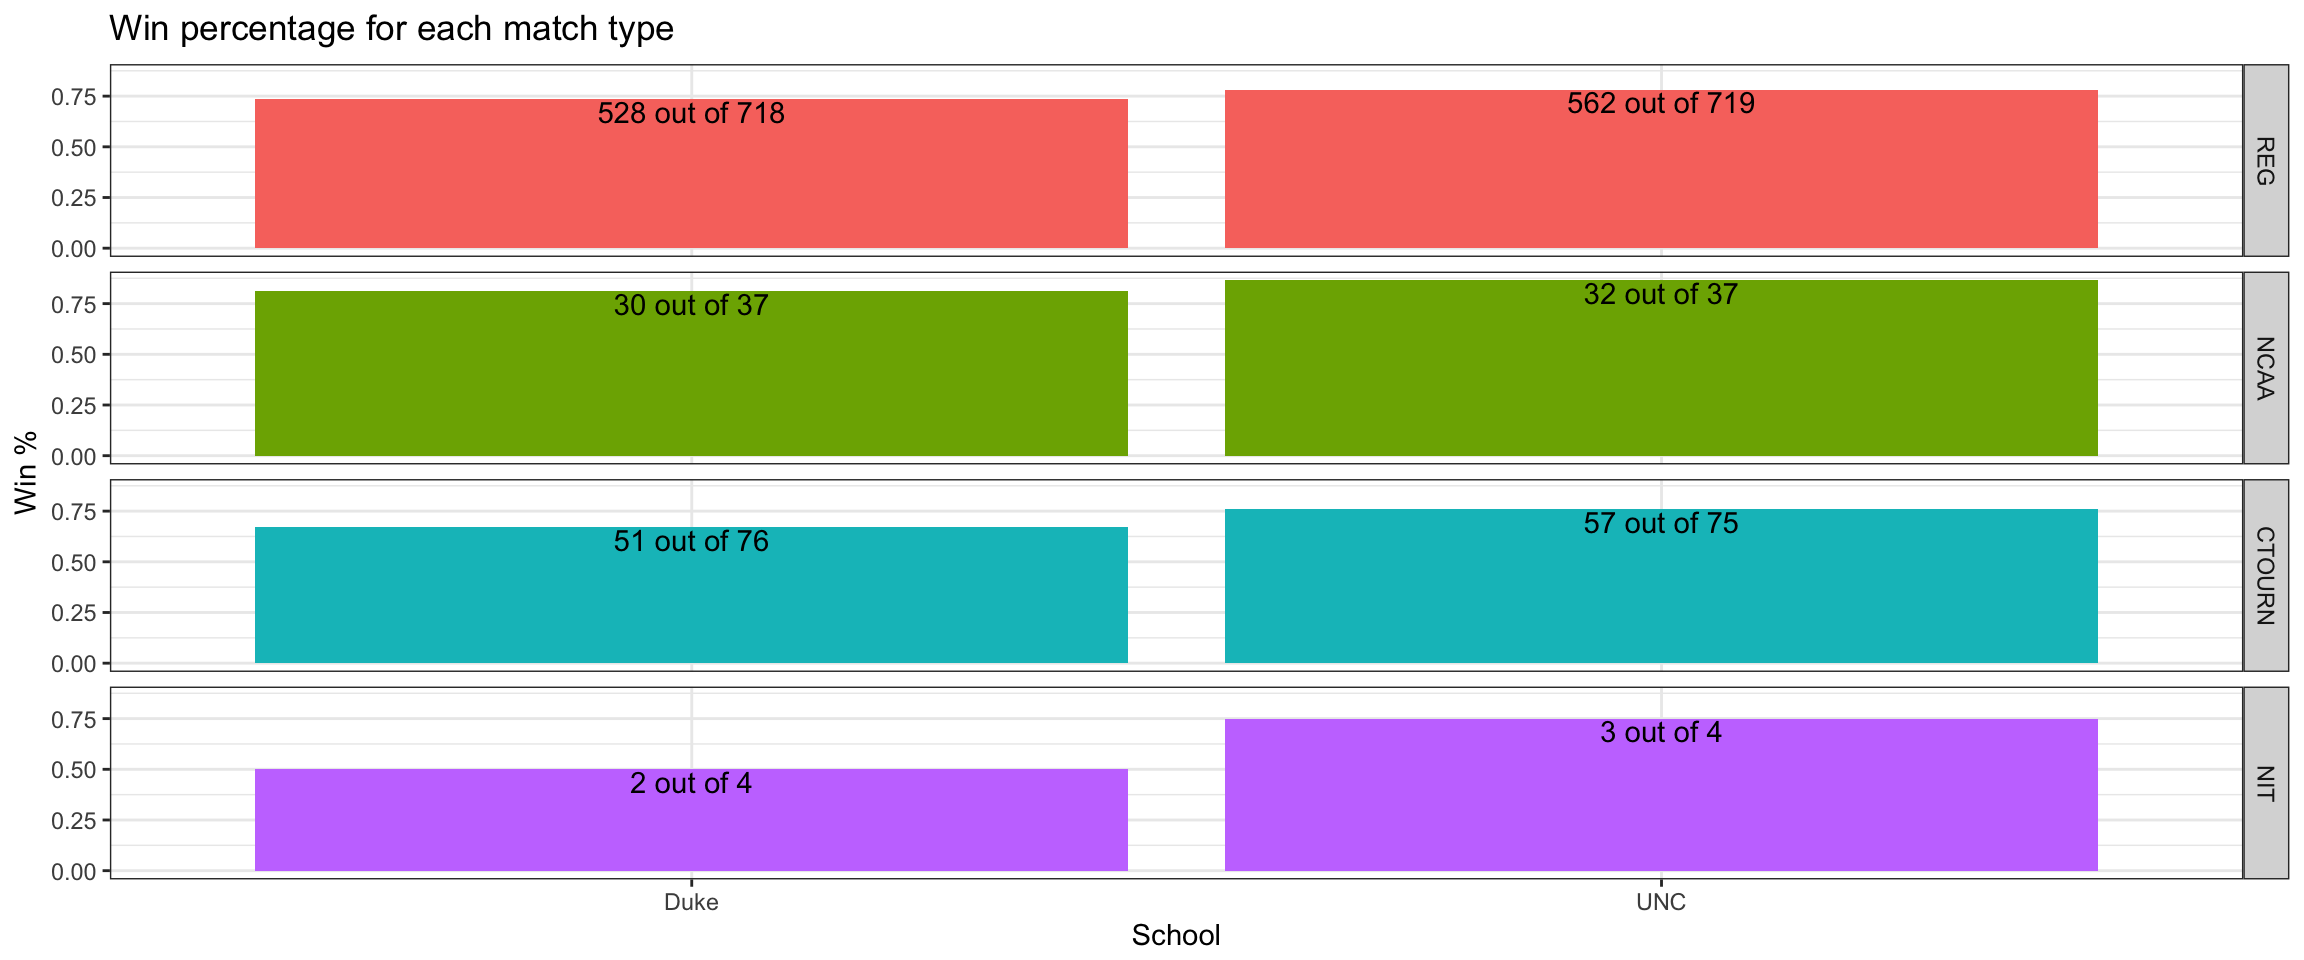 Win percentage for each match type
Win %
0.75
0.50
0.25
0.00
528 out of 718
562 out of 719
REG
0.75
0.50
0.25
0.00
30 out of 37
32 out of 37
NCAA
0.75
0.50
0.25
0.00
51 out of 76
57 out of 75
CTOURN
0.75
0.50
0.25
0.00
2 out of 4
3 out of 4
NIT
Duke
UNC
School